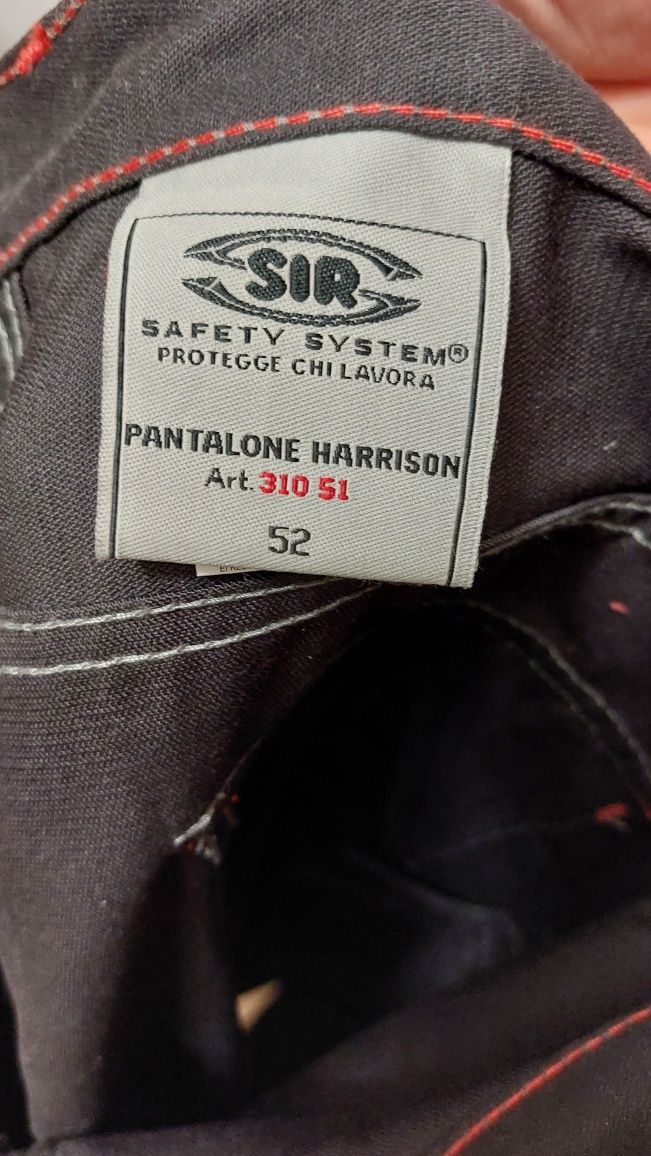 SIR
SAFETY SYSTEM®
PROTEGGE CHI LAVORA
PANTALONE HARRISON
Art. 310 51
52